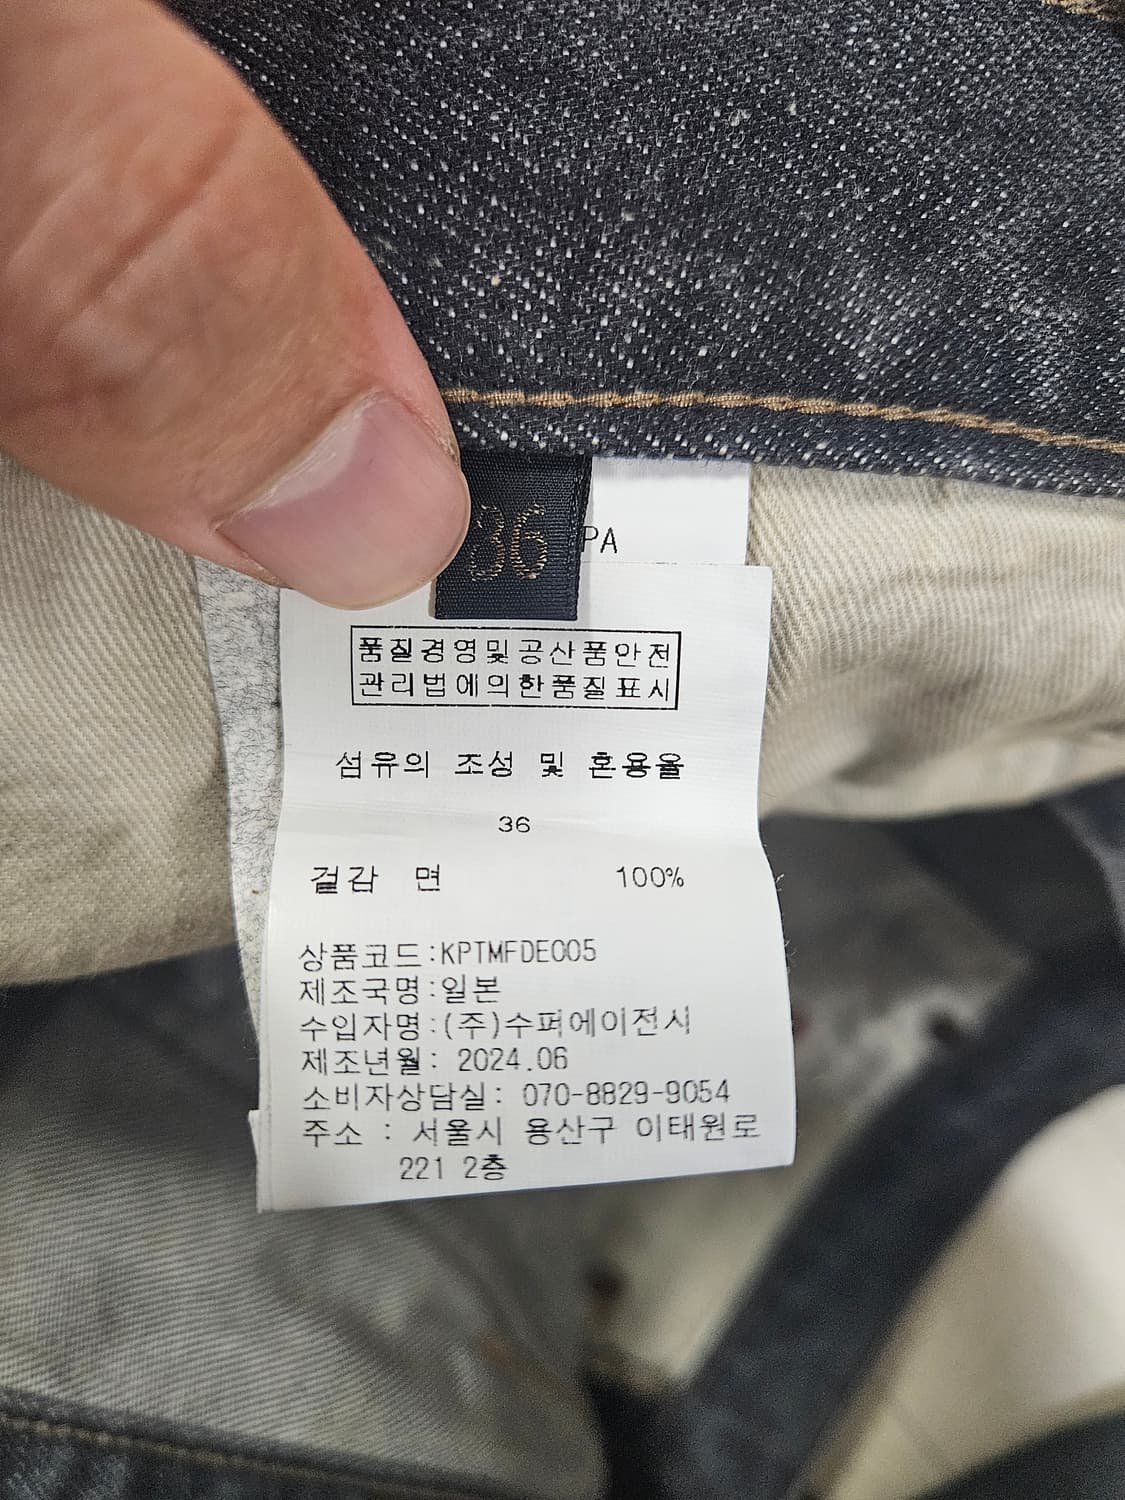 36
PA
품질경영및공산품안전
관리법에의한품질표시
섬유의 조성 및 혼용율
36
겉감 면 100%
상품코드:KPTMFDE005
제조국명:일본
수입자명:(주)수퍼에이전시
제조년월: 2024.06
소비자상담실: 070-8829-9054
주소 : 서울시 용산구 이태원로
221 2층